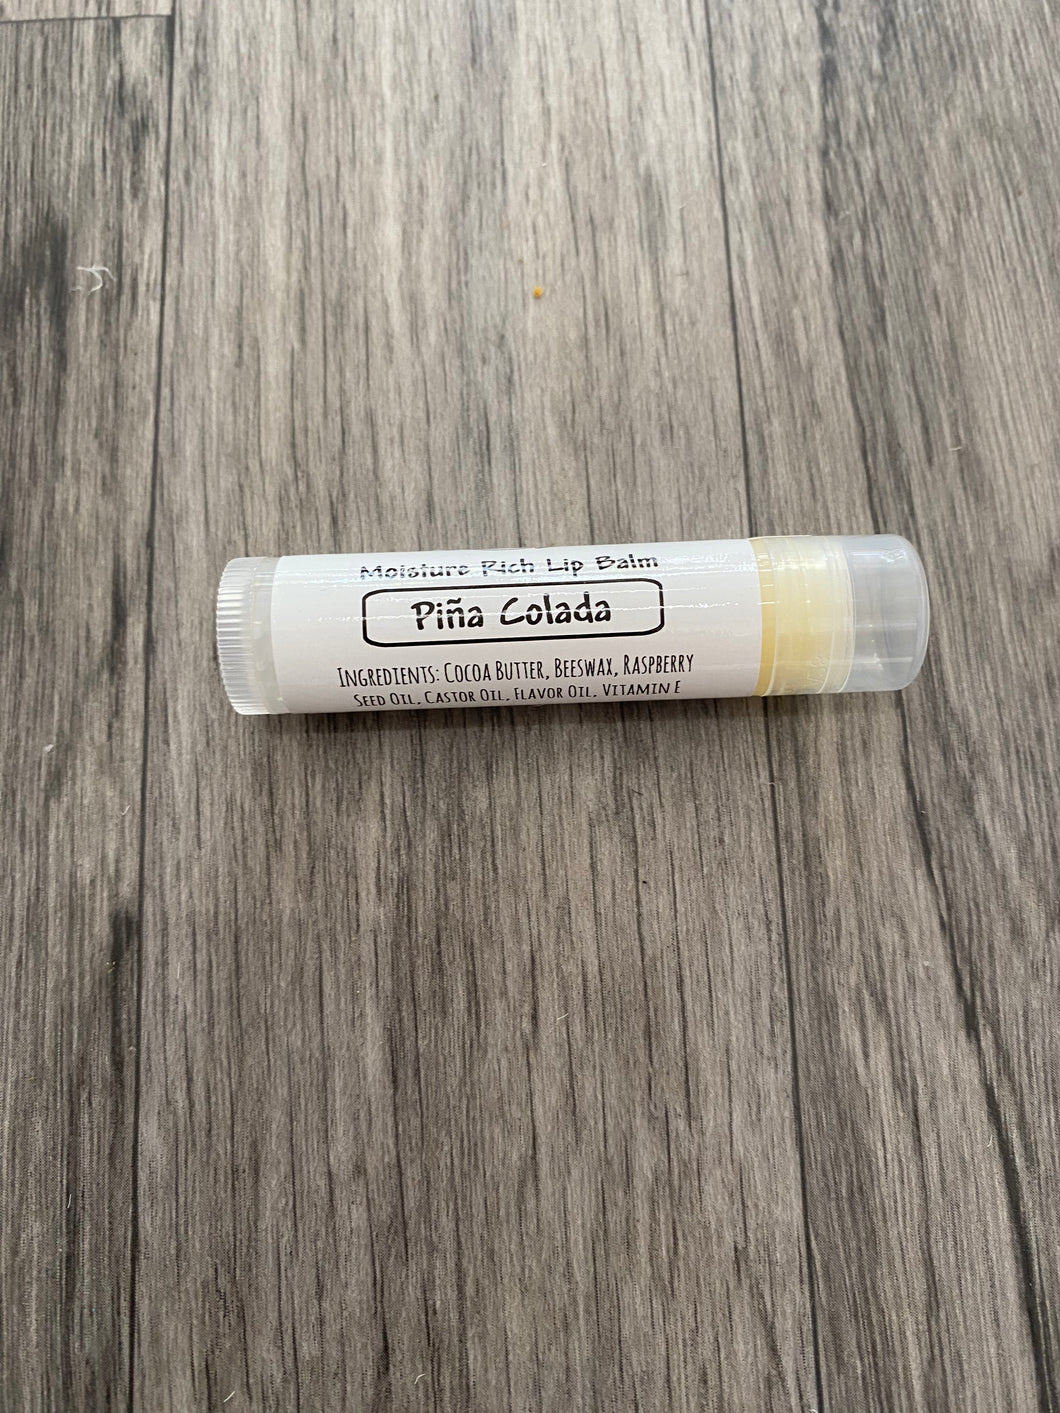 Moisture Rich Lip Balm
Piña Colada
Ingredients: Cocoa Butter, Beeswax, Raspberry
Seed Oil, Castor Oil, Flavor Oil, Vitamin E